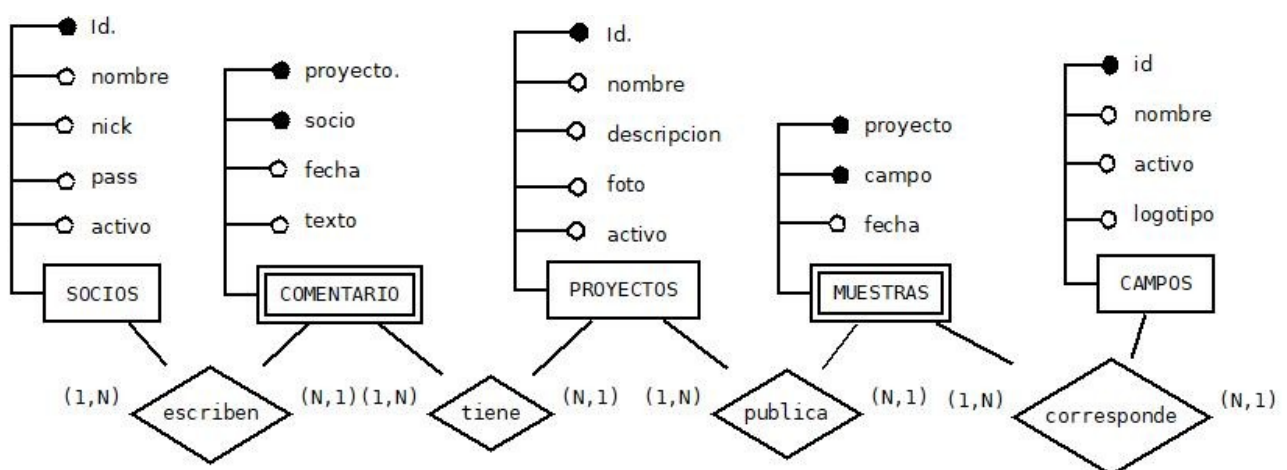 Id.
nombre
nick
pass
activo
SOCIOS
proyecto.
socio
fecha
texto
COMENTARIO
Id.
nombre
descripcion
foto
activo
PROYECTOS
proyecto
campo
fecha
MUESTRAS
id
nombre
activo
logotipo
CAMPOS
(1,N)
escriben
(N,1)
(1,N)
tiene
(N,1)
(1,N)
publica
(N,1)
(1,N)
corresponde
(N,1)